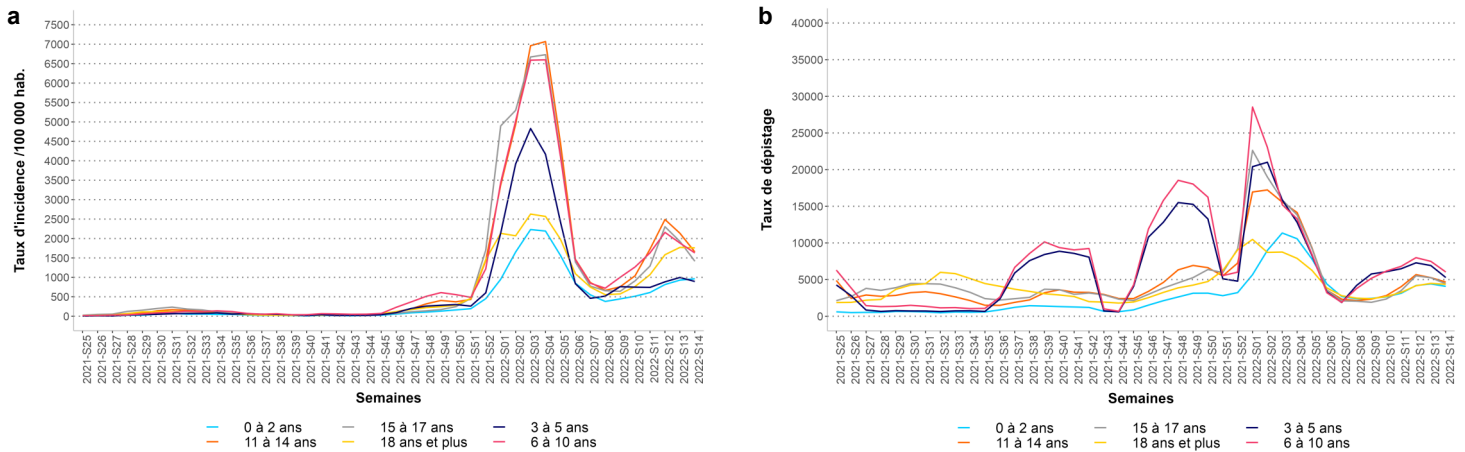 a
Taux d'incidence /100 000 hab.
7500
7000
6500
6000
5500
5000
4500
4000
3500
3000
2500
2000
1500
1000
500
0
2021-S25
2021-S26
2021-S27
2021-S28
2021-S29
2021-S30
2021-S31
2021-S32
2021-S33
2021-S34
2021-S35
2021-S36
2021-S37
2021-S38
2021-S39
2021-S40
2021-S41
2021-S42
2021-S43
2021-S44
2021-S45
2021-S46
2021-S47
2021-S48
2021-S49
2021-S50
2021-S51
2021-S52
2022-S01
2022-S02
2022-S03
2022-S04
2022-S05
2022-S06
2022-S07
2022-S08
2022-S09
2022-S10
2022-S11
2022-S12
2022-S13
2022-S14
Semaines
0 à 2 ans 15 à 17 ans 3 à 5 ans
11 à 14 ans 18 ans et plus 6 à 10 ans
b
Taux de dépistage
40000
35000
30000
25000
20000
15000
10000
5000
0
2021-S25
2021-S26
2021-S27
2021-S28
2021-S29
2021-S30
2021-S31
2021-S32
2021-S33
2021-S34
2021-S35
2021-S36
2021-S37
2021-S38
2021-S39
2021-S40
2021-S41
2021-S42
2021-S43
2021-S44
2021-S45
2021-S46
2021-S47
2021-S48
2021-S49
2021-S50
2021-S51
2021-S52
2022-S01
2022-S02
2022-S03
2022-S04
2022-S05
2022-S06
2022-S07
2022-S08
2022-S09
2022-S10
2022-S11
2022-S12
2022-S13
2022-S14
Semaines
0 à 2 ans 15 à 17 ans 3 à 5 ans
11 à 14 ans 18 ans et plus 6 à 10 ans